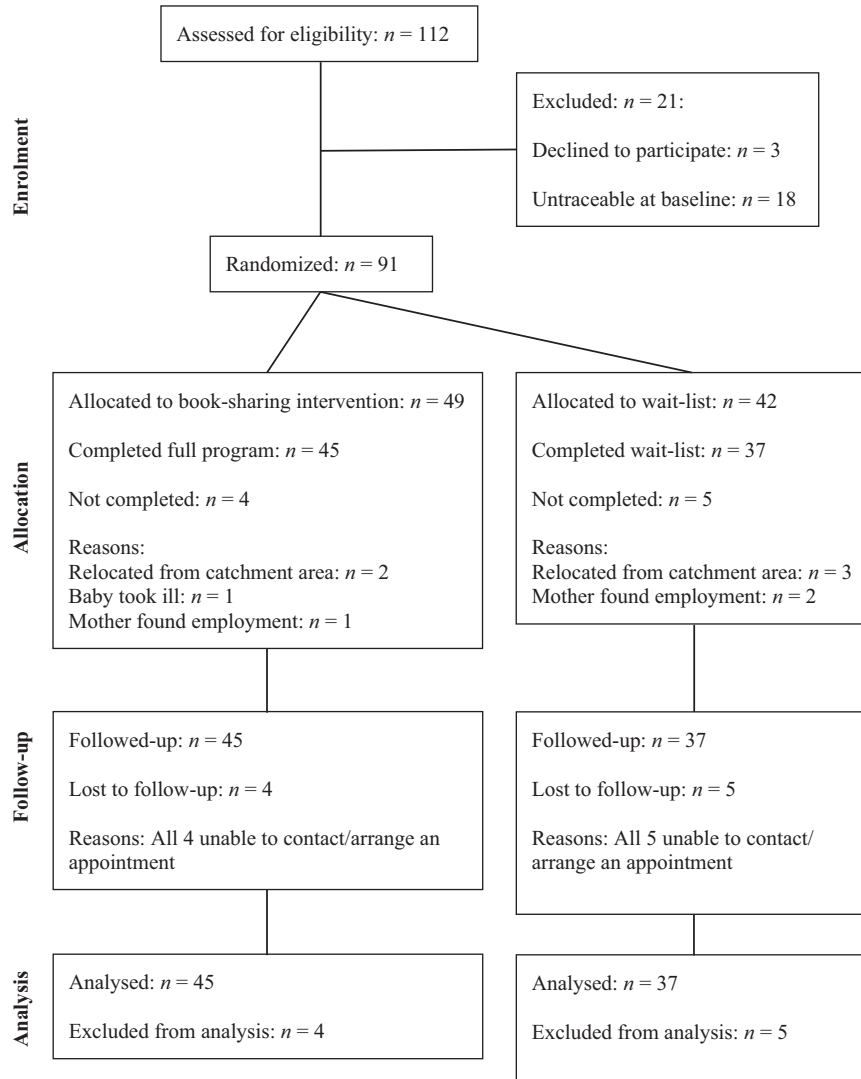 Assessed for eligibility: n = 112
Enrolment
Excluded: n = 21:
Declined to participate: n = 3
Untraceable at baseline: n = 18
Randomized: n = 91
Allocation
Allocated to book-sharing intervention: n = 49
Completed full program: n = 45
Not completed: n = 4
Reasons:
Relocated from catchment area: n = 2
Baby took ill: n = 1
Mother found employment: n = 1
Allocated to wait-list: n = 42
Completed wait-list: n = 37
Not completed: n = 5
Reasons:
Relocated from catchment area: n = 3
Mother found employment: n = 2
Follow-up
Followed-up: n = 45
Lost to follow-up: n = 4
Reasons: All 4 unable to contact/arrange an
appointment
Followed-up: n = 37
Lost to follow-up: n = 5
Reasons: All 5 unable to contact/
arrange an appointment
Analysis
Analysed: n = 45
Excluded from analysis: n = 4
Analysed: n = 37
Excluded from analysis: n = 5